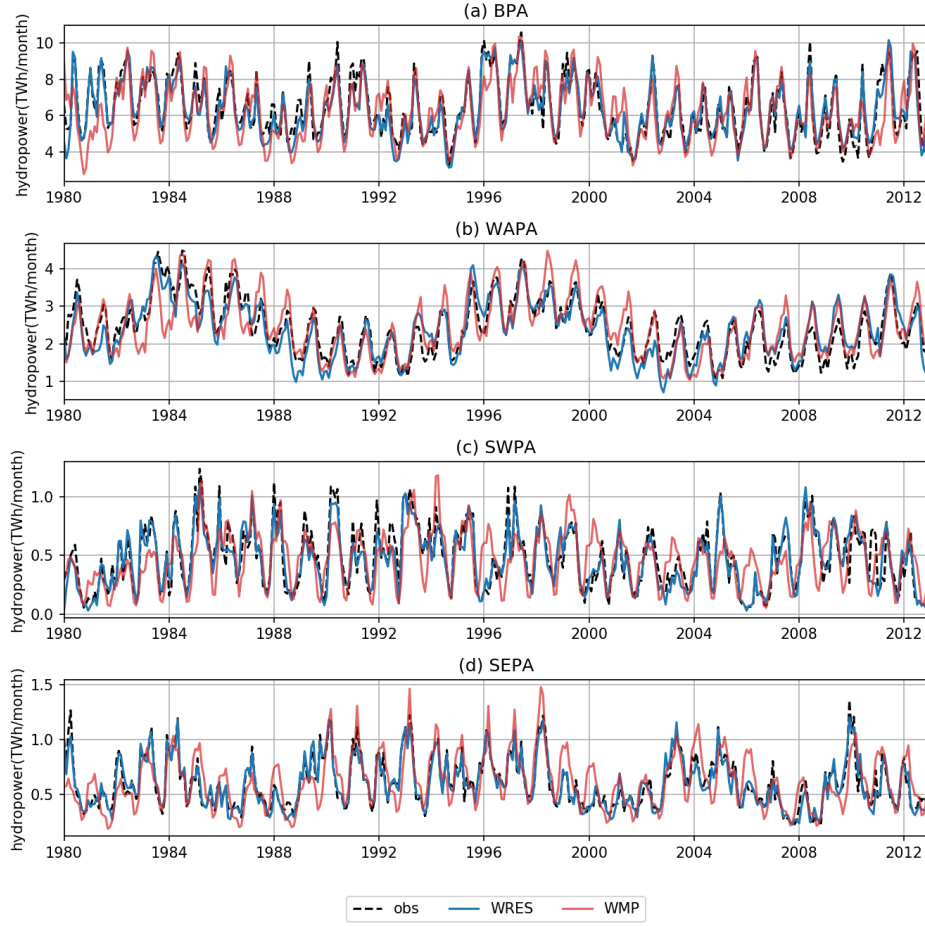 (a) BPA
hydropower(TWh/month)
10
8
6
4
1980 1984 1988 1992 1996 2000 2004 2008 2012
(b) WAPA
hydropower(TWh/month)
4
3
2
1
1980 1984 1988 1992 1996 2000 2004 2008 2012
(c) SWPA
hydropower(TWh/month)
1.0
0.5
0.0
1980 1984 1988 1992 1996 2000 2004 2008 2012
(d) SEPA
hydropower(TWh/month)
1.5
1.0
0.5
1980 1984 1988 1992 1996 2000 2004 2008 2012
obs WRES WMP